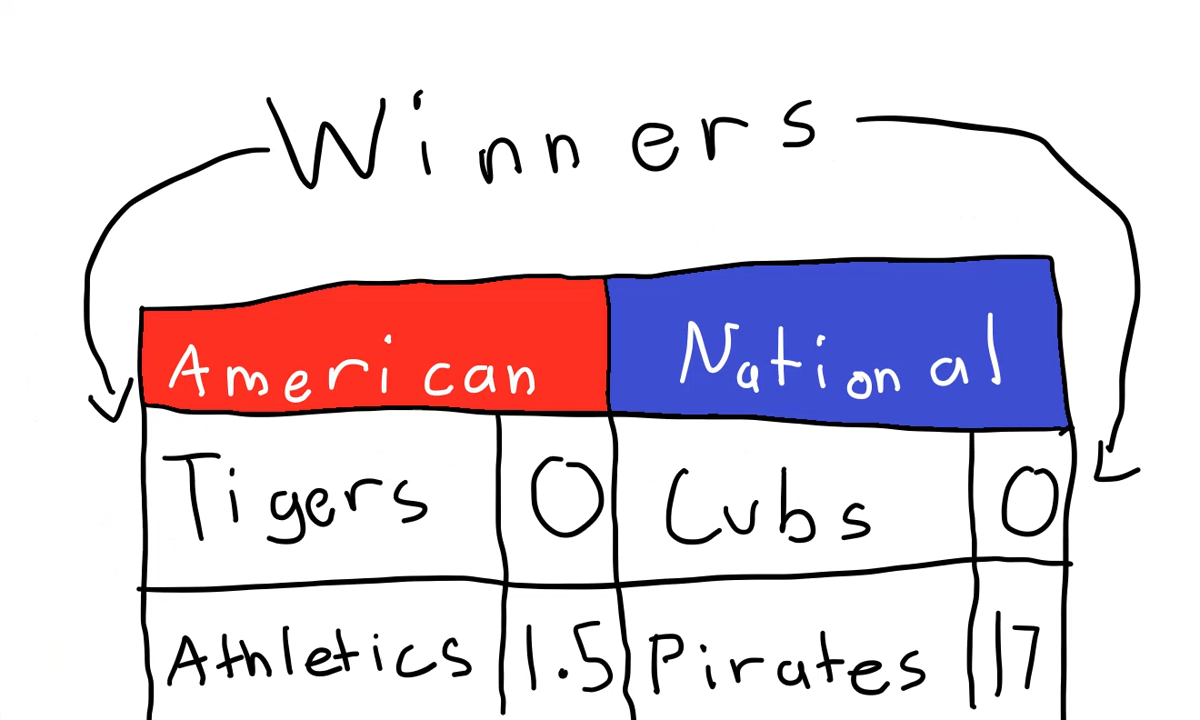 Winners
American National
Tigers 0 Cubs 0
Athletics 1.5 Pirates 17